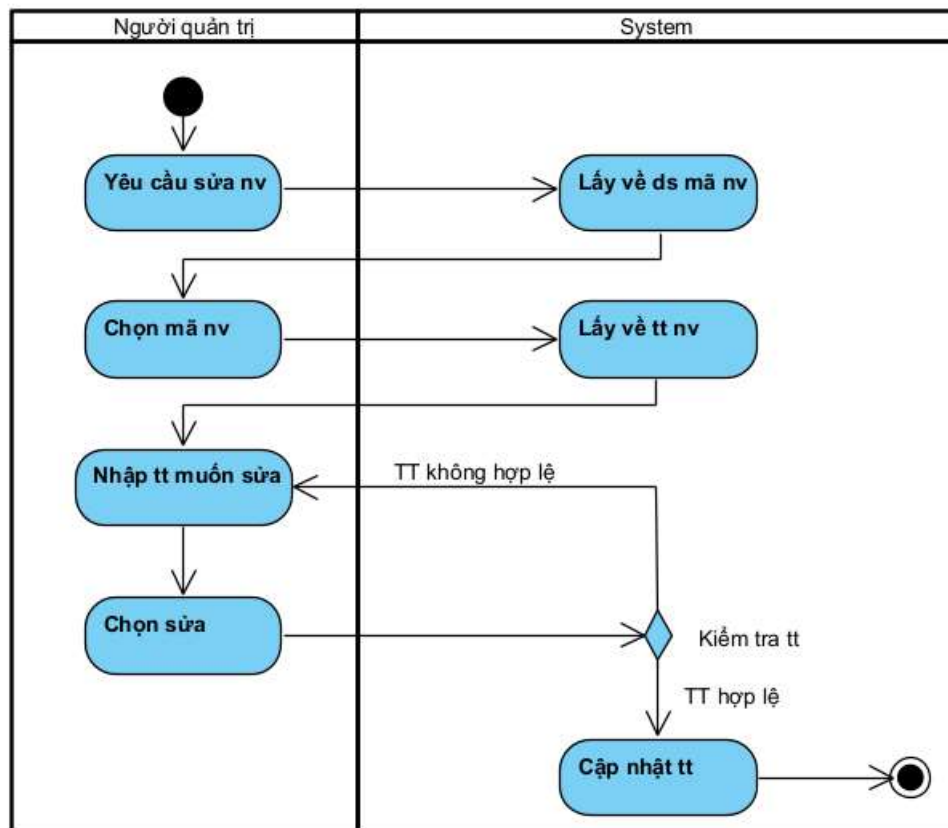 Người quản trị
System
Yêu cầu sửa nv
Lấy về ds mã nv
Chọn mã nv
Lấy về tt nv
Nhập tt muốn sửa
TT không hợp lệ
Chọn sửa
Kiểm tra tt
TT hợp lệ
Cập nhật tt